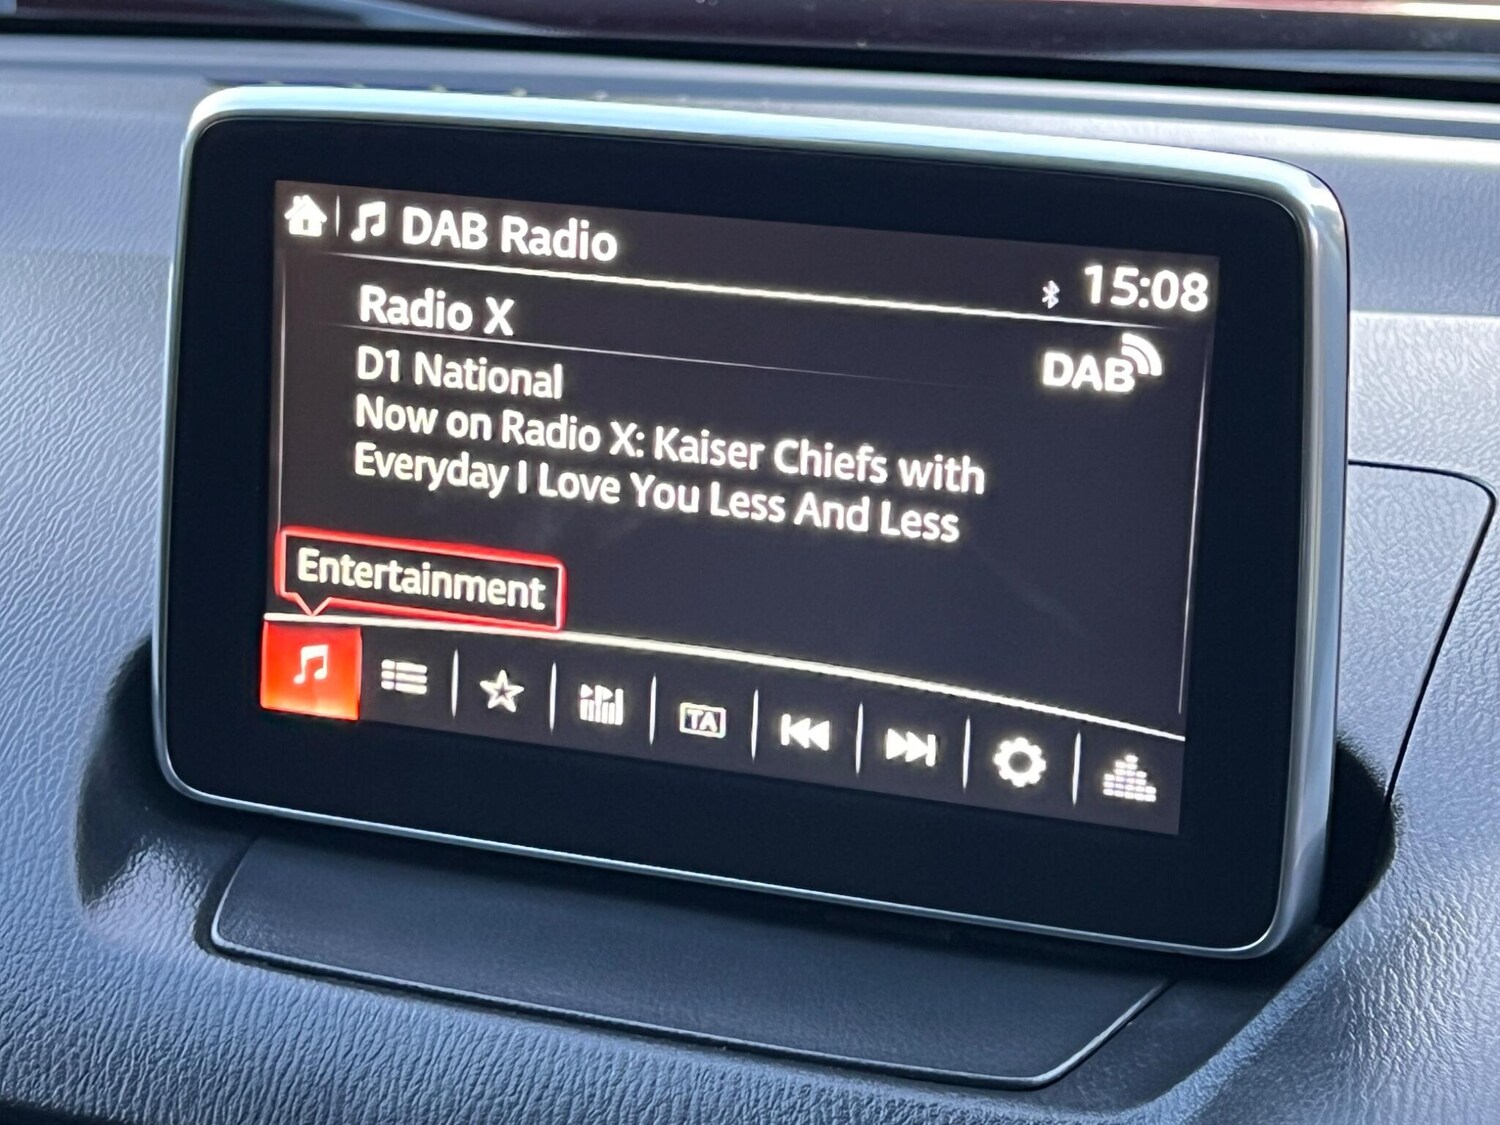 DAB Radio
15:08
Radio X
DAB
D1 National
Now on Radio X: Kaiser Chiefs with
Everyday I Love You Less And Less
Entertainment
TA